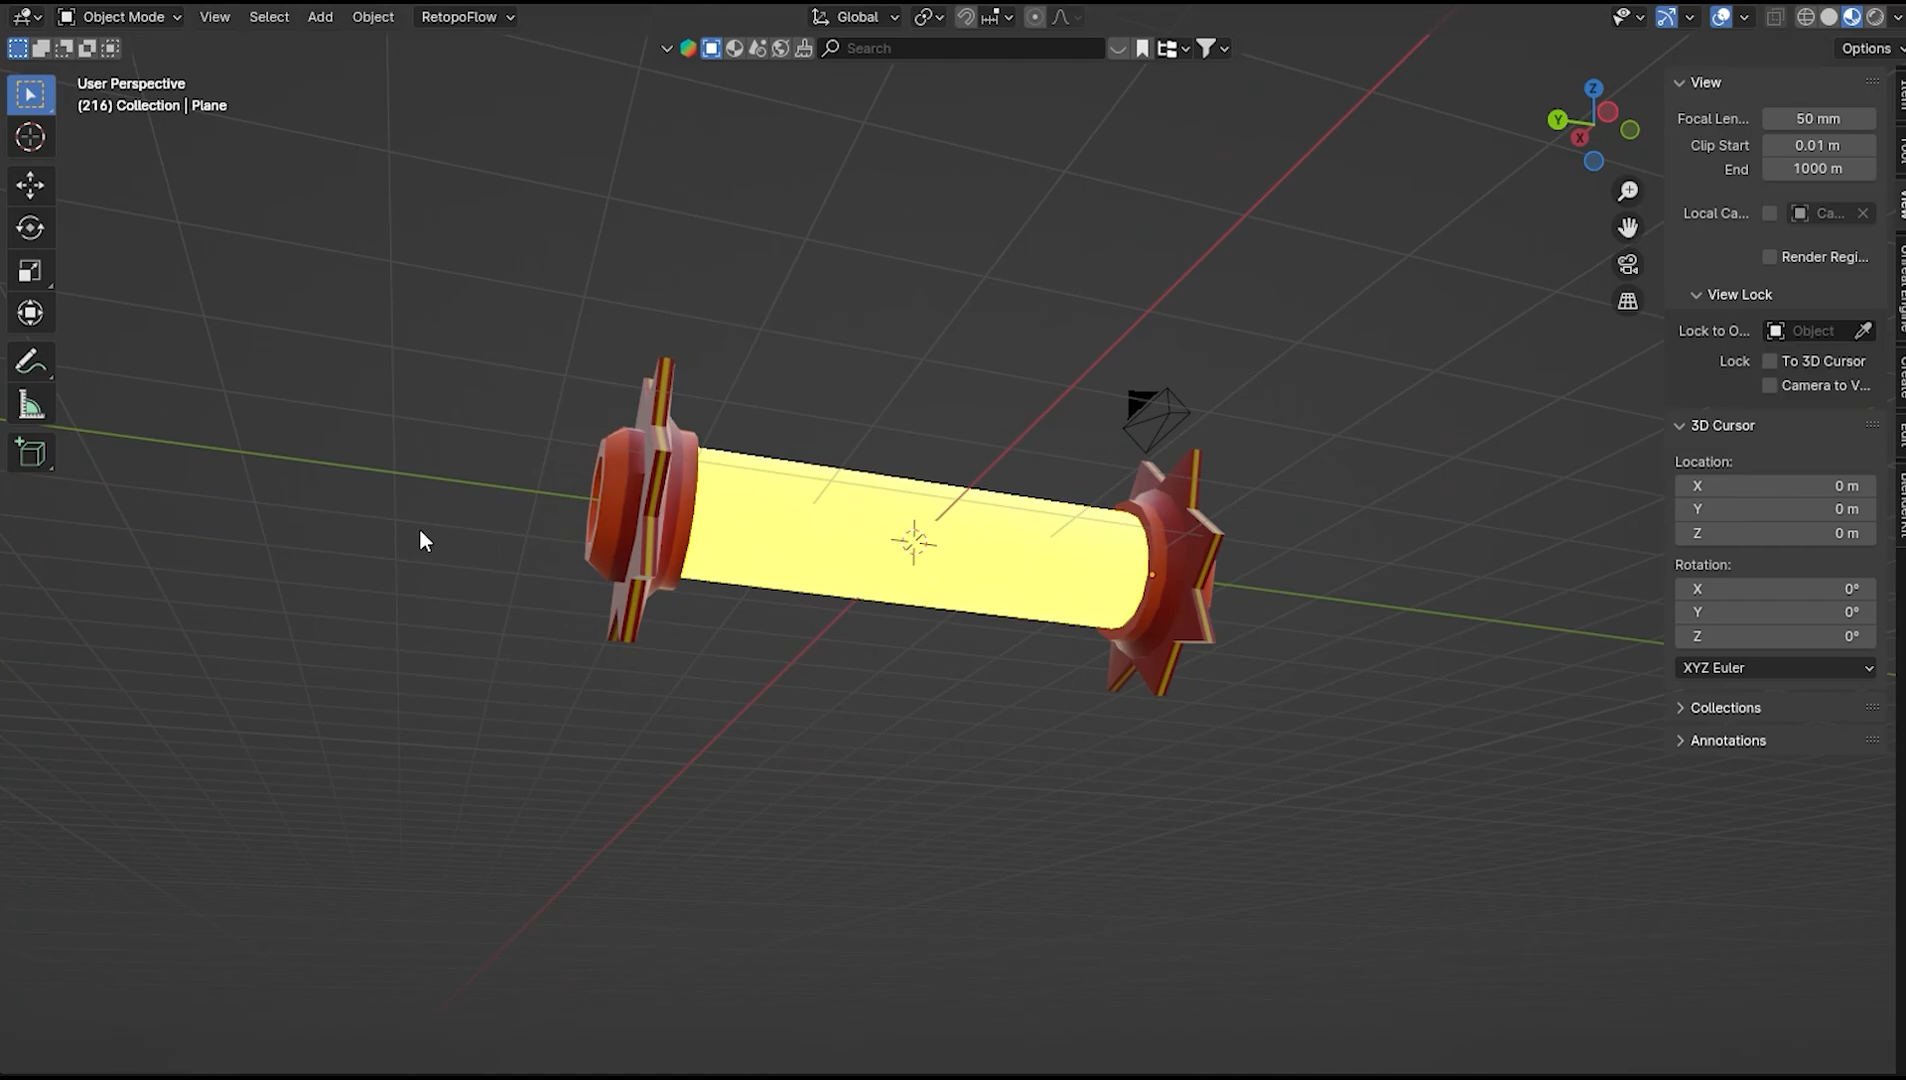 Object Mode View Select Add Object RetopoFlow Global
Search
Options
User Perspective
(216) Collection | Plane
Z
Y
X
View
Focal Len... 50 mm
Clip Start 0.01 m
End 1000 m
Local Ca... Ca...
Render Regi...
View Lock
Lock to O... Object
Lock To 3D Cursor
Camera to V...
3D Cursor
Location:
X 0 m
Y 0 m
Z 0 m
Rotation:
X 0°
Y 0°
Z 0°
XYZ Euler
Collections
Annotations